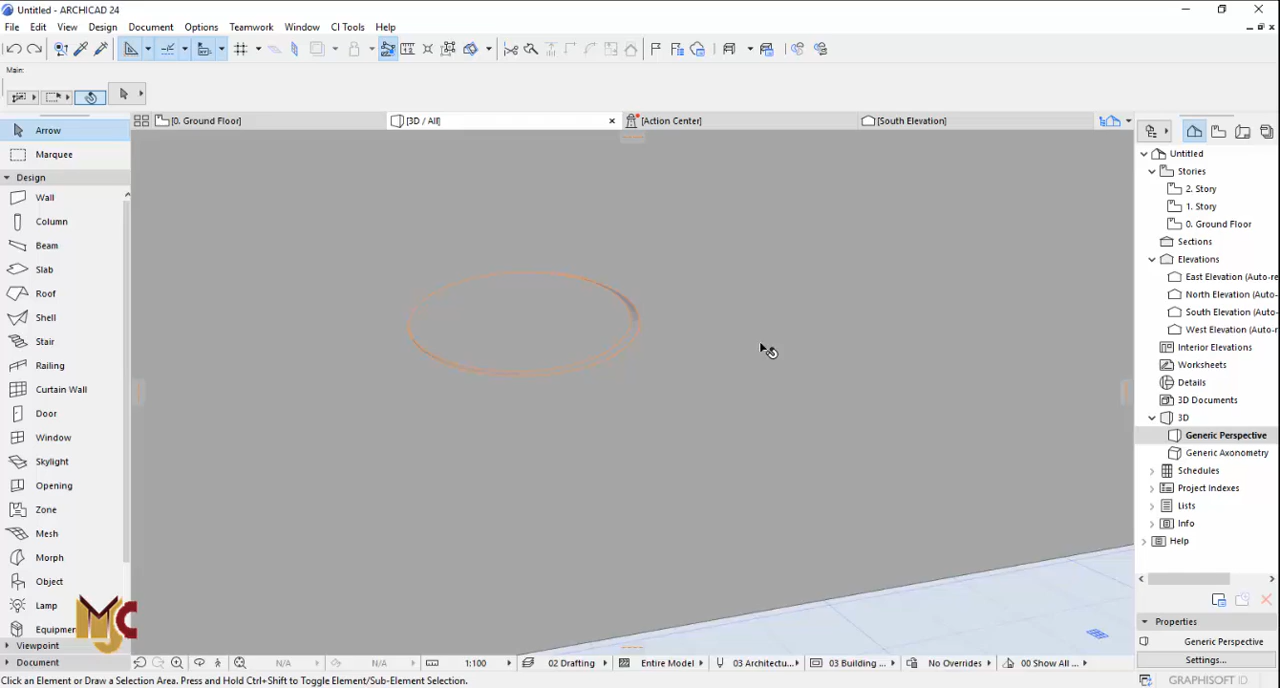 Untitled - ARCHICAD 24
File Edit View Design Document Options Teamwork Window CI Tools Help
Main:
[0. Ground Floor] [3D / All] [Action Center] [South Elevation]
Arrow
Marquee
Design
Wall
Column
Beam
Slab
Roof
Shell
Stair
Railing
Curtain Wall
Door
Window
Skylight
Opening
Zone
Mesh
Morph
Object
Lamp
Equipmer
Viewpoint
Document
MJC
Untitled
Stories
2. Story
1. Story
0. Ground Floor
Sections
Elevations
East Elevation (Auto-re
North Elevation (Auto-
South Elevation (Auto-
West Elevation (Auto-re
Interior Elevations
Worksheets
Details
3D Documents
3D
Generic Perspective
Generic Axonometry
Schedules
Project Indexes
Lists
Info
Help
Properties
Generic Perspective
Settings...
N/A N/A 1:100 02 Drafting Entire Model 03 Architectu... 03 Building ... No Overrides 00 Show All ...
Click an Element or Draw a Selection Area. Press and Hold Ctrl+Shift to Toggle Element/Sub-Element Selection.
GRAPHISOFT ID